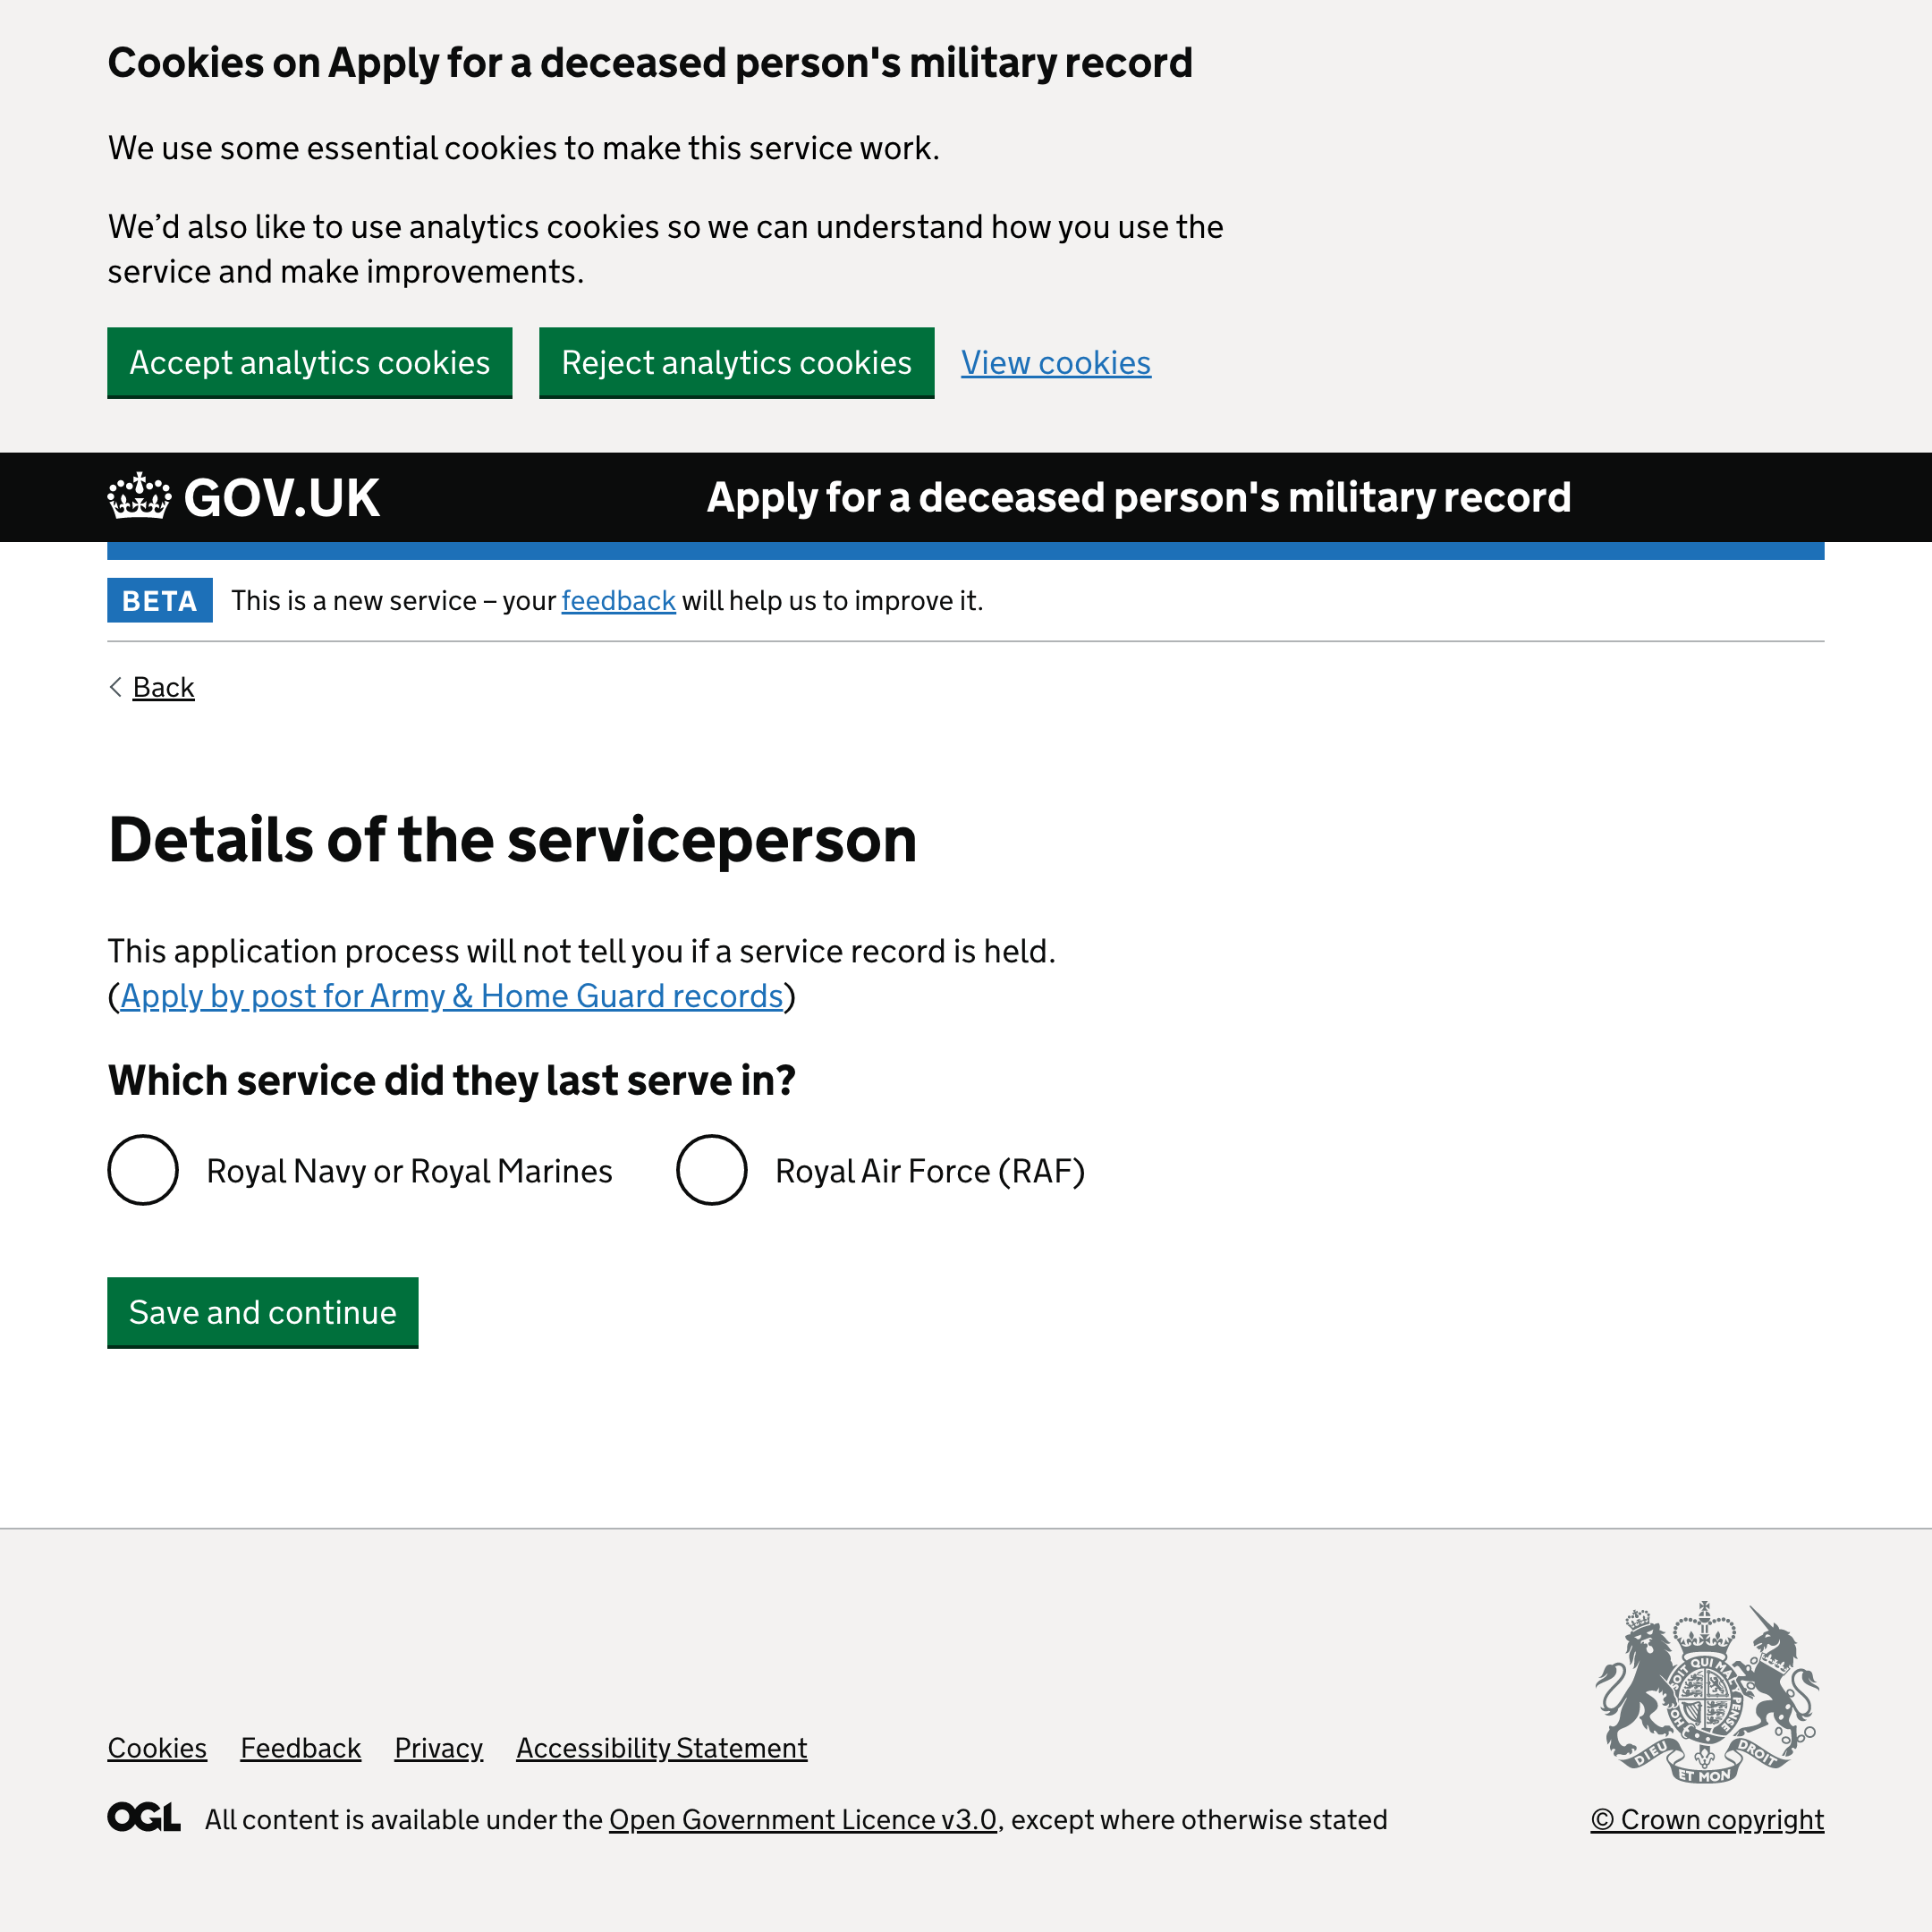 Cookies on Apply for a deceased person's military record
We use some essential cookies to make this service work.
We’d also like to use analytics cookies so we can understand how you use the
service and make improvements.
Accept analytics cookies
Reject analytics cookies
View cookies
GOV.UK
Apply for a deceased person's military record
BETA
This is a new service – your feedback will help us to improve it.
Back
Details of the serviceperson
This application process will not tell you if a service record is held.
(Apply by post for Army & Home Guard records)
Which service did they last serve in?
Royal Navy or Royal Marines
Royal Air Force (RAF)
Save and continue
SOIT QUI MAL Y PENSE
HON
DIEU
ET MON
DROIT
Cookies
Feedback
Privacy
Accessibility Statement
OGL
All content is available under the Open Government Licence v3.0, except where otherwise stated
© Crown copyright